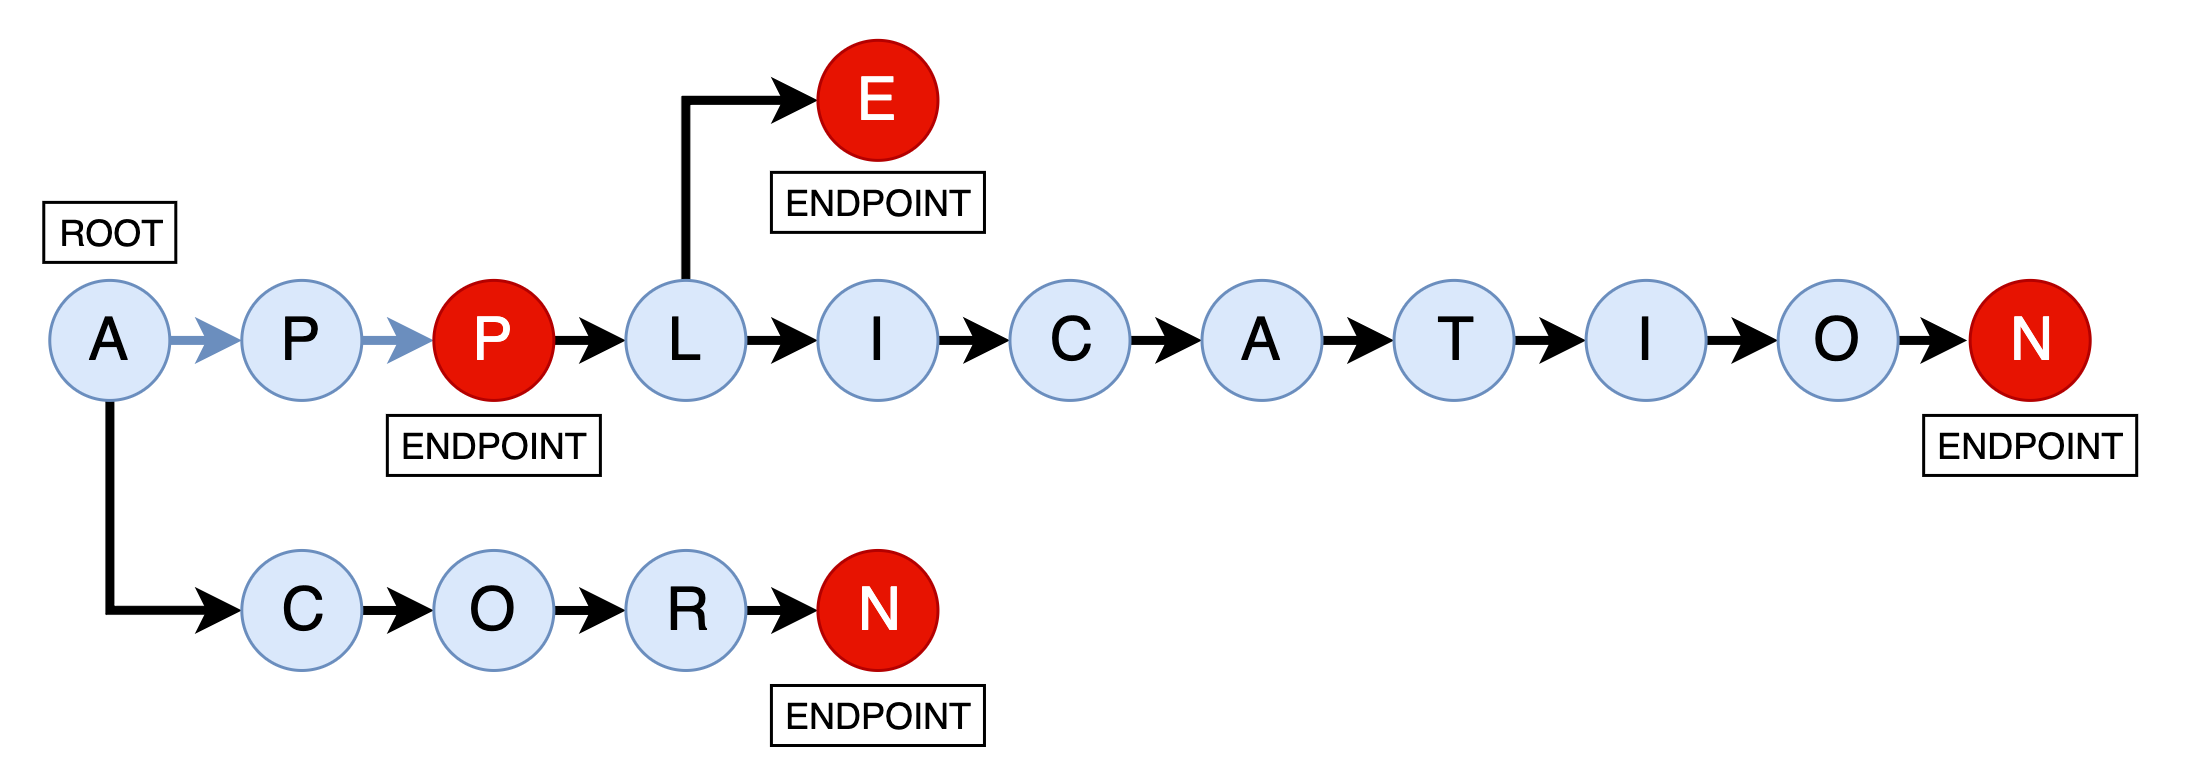 E
ENDPOINT
ROOT
A P P L I C A T I O N
ENDPOINT ENDPOINT
C O R N
ENDPOINT